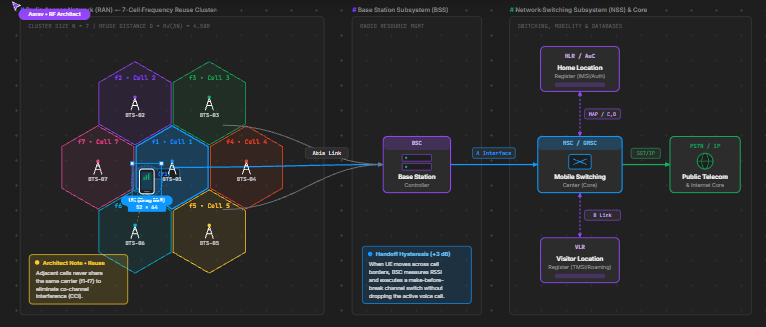 Radio Access Network (RAN) — 7-Cell Frequency Reuse Cluster
Aarav • RF Architect
CLUSTER SIZE N = 7 | REUSE DISTANCE D = R√(3N) = 4.58R
f2 • Cell 2
BTS-02
f3 • Cell 3
BTS-03
f7 • Cell 7
BTS-07
f1 • Cell 1
BTS-01
f4 • Cell 4
BTS-04
52 × 64
f6
BTS-06
f5 • Cell 5
BTS-05
Architect Note • Reuse
Adjacent cells never share
the same carrier (f1-f7) to
eliminate co-channel
interference (CCI).
Abis Link
# Base Station Subsystem (BSS)
RADIO RESOURCE MGMT
BSC
Base Station
Controller
Handoff Hysteresis (+3 dB)
When UE moves across cell
borders, BSC measures RSSI
and executes a make-before-
break channel switch without
dropping the active voice call.
A Interface
# Network Switching Subsystem (NSS) & Core
SWITCHING, MOBILITY & DATABASES
HLR / AuC
Home Location
Register (IMSI/Auth)
MAP / C,D
MSC / GMSC
Mobile Switching
Center (Core)
SS7/IP
PSTN / IP
Public Telecom
& Internet Core
B Link
VLR
Visitor Location
Register (TMSI/Roaming)